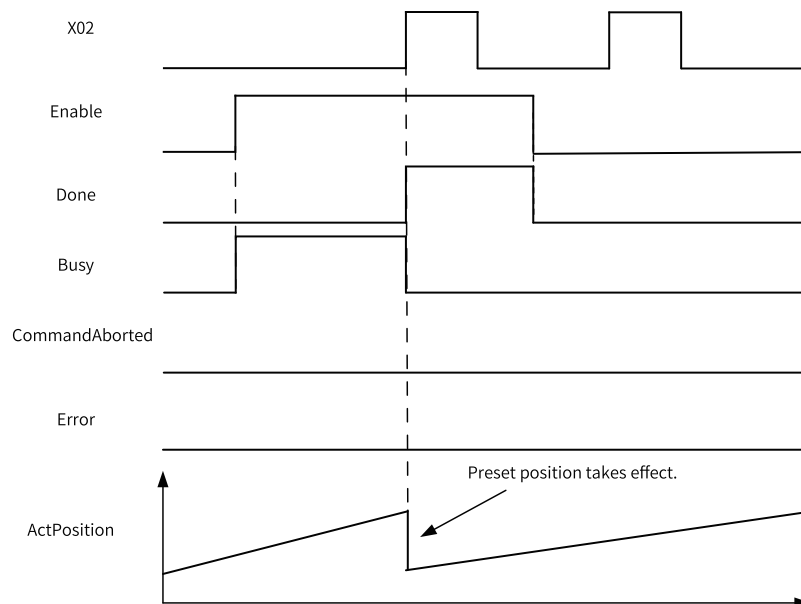 X02
Enable
Done
Busy
CommandAborted
Error
Preset position takes effect.
ActPosition